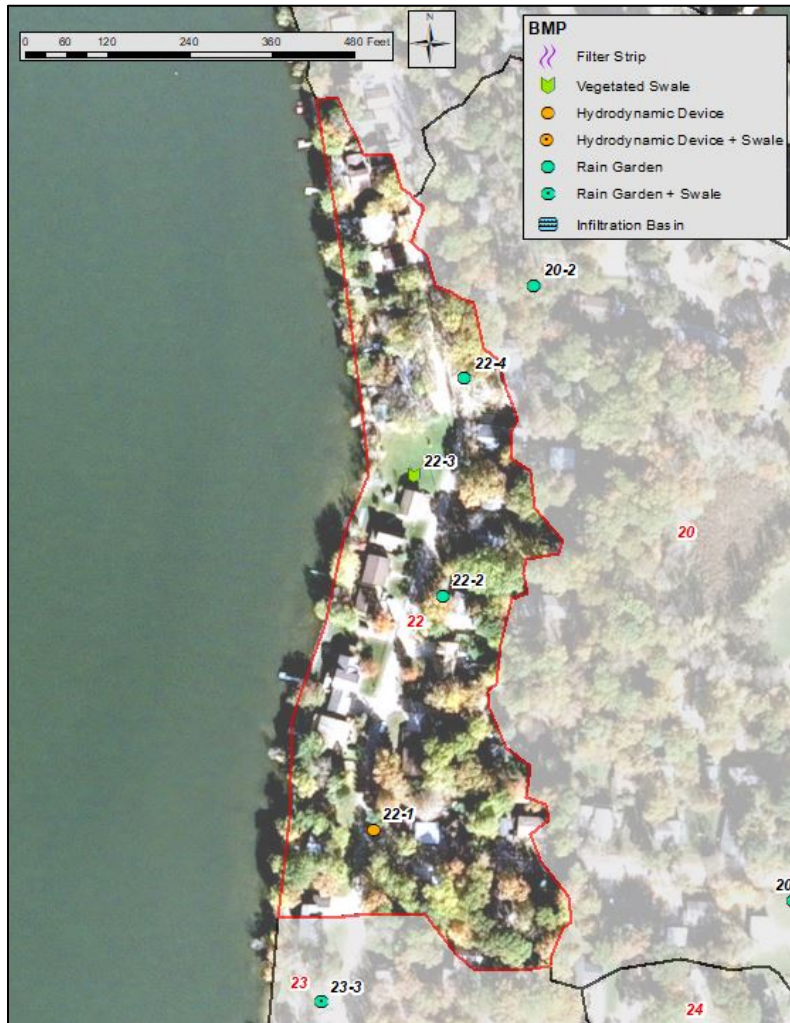 0 60 120 240 360 480 Feet
N
BMP
Filter Strip
Vegetated Swale
Hydrodynamic Device
Hydrodynamic Device + Swale
Rain Garden
Rain Garden + Swale
Infiltration Basin
20-2
22-4
22-3
20
22-2
22
22-1
20
23
23-3
24